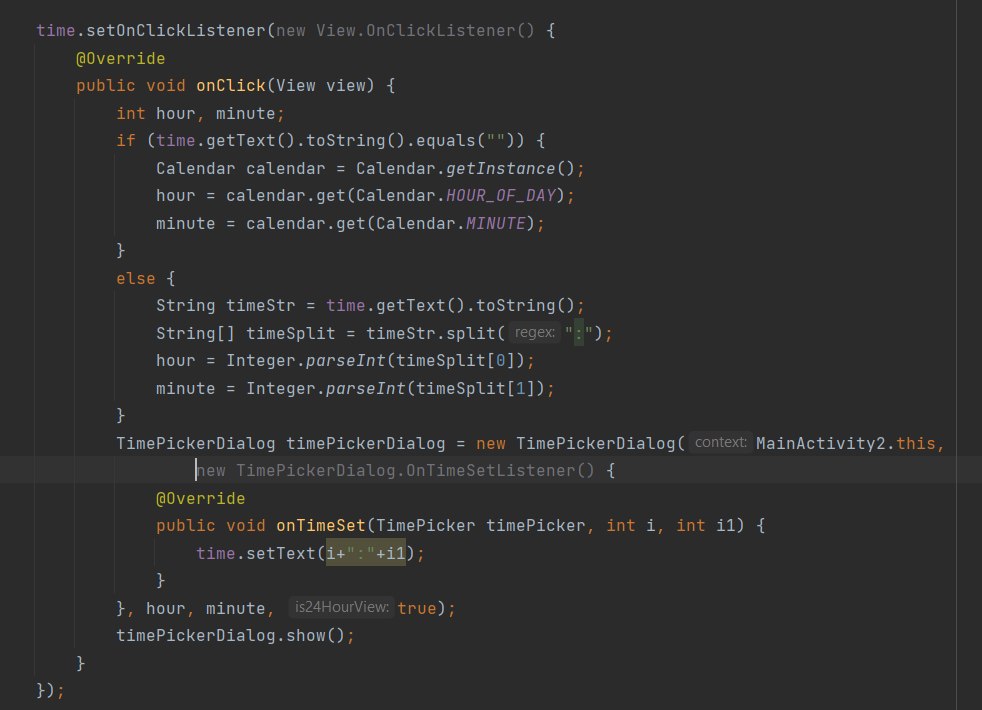 time.setOnClickListener(new View.OnClickListener() {
    @Override
    public void onClick(View view) {
        int hour, minute;
        if (time.getText().toString().equals("")) {
            Calendar calendar = Calendar.getInstance();
            hour = calendar.get(Calendar.HOUR_OF_DAY);
            minute = calendar.get(Calendar.MINUTE);
        }
        else {
            String timeStr = time.getText().toString();
            String[] timeSplit = timeStr.split( regex: ":");
            hour = Integer.parseInt(timeSplit[0]);
            minute = Integer.parseInt(timeSplit[1]);
        }
        TimePickerDialog timePickerDialog = new TimePickerDialog( context: MainActivity2.this,
                new TimePickerDialog.OnTimeSetListener() {
            @Override
            public void onTimeSet(TimePicker timePicker, int i, int i1) {
                time.setText(i+":"+i1);
            }
        }, hour, minute, is24HourView: true);
        timePickerDialog.show();
    }
});